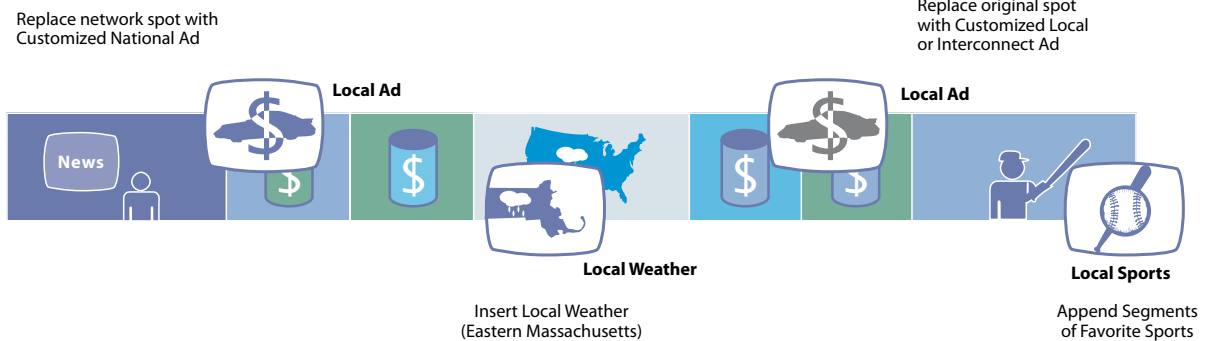 Replace network spot with
Customized National Ad
Replace original spot
with Customized Local
or Interconnect Ad
Local Ad
Local Ad
News
$
$
$
$
$
$
Local Weather
Local Sports
Insert Local Weather
(Eastern Massachusetts)
Append Segments
of Favorite Sports